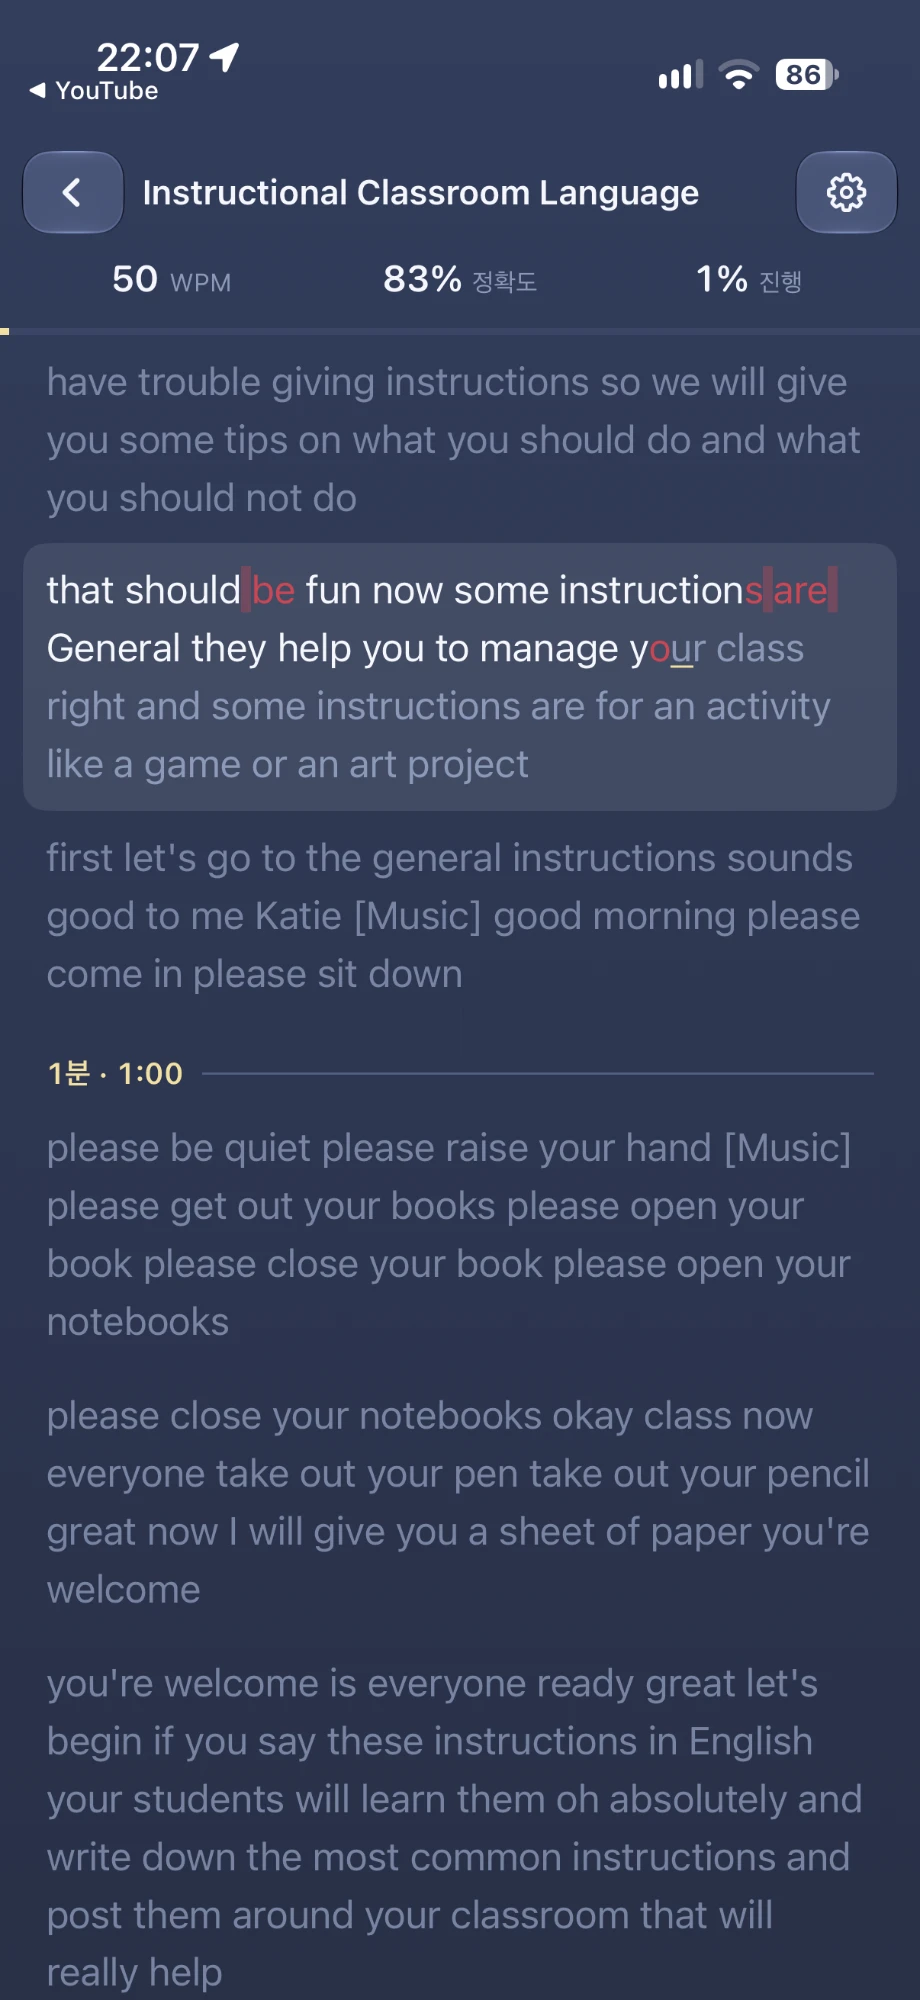 22:07
YouTube
86
Instructional Classroom Language
50 WPM 83% 정확도 1% 진행
have trouble giving instructions so we will give
you some tips on what you should do and what
you should not do
that should be fun now some instructions are
General they help you to manage your class
right and some instructions are for an activity
like a game or an art project
first let's go to the general instructions sounds
good to me Katie [Music] good morning please
come in please sit down
1분 · 1:00
please be quiet please raise your hand [Music]
please get out your books please open your
book please close your book please open your
notebooks
please close your notebooks okay class now
everyone take out your pen take out your pencil
great now I will give you a sheet of paper you're
welcome
you're welcome is everyone ready great let's
begin if you say these instructions in English
your students will learn them oh absolutely and
write down the most common instructions and
post them around your classroom that will
really help